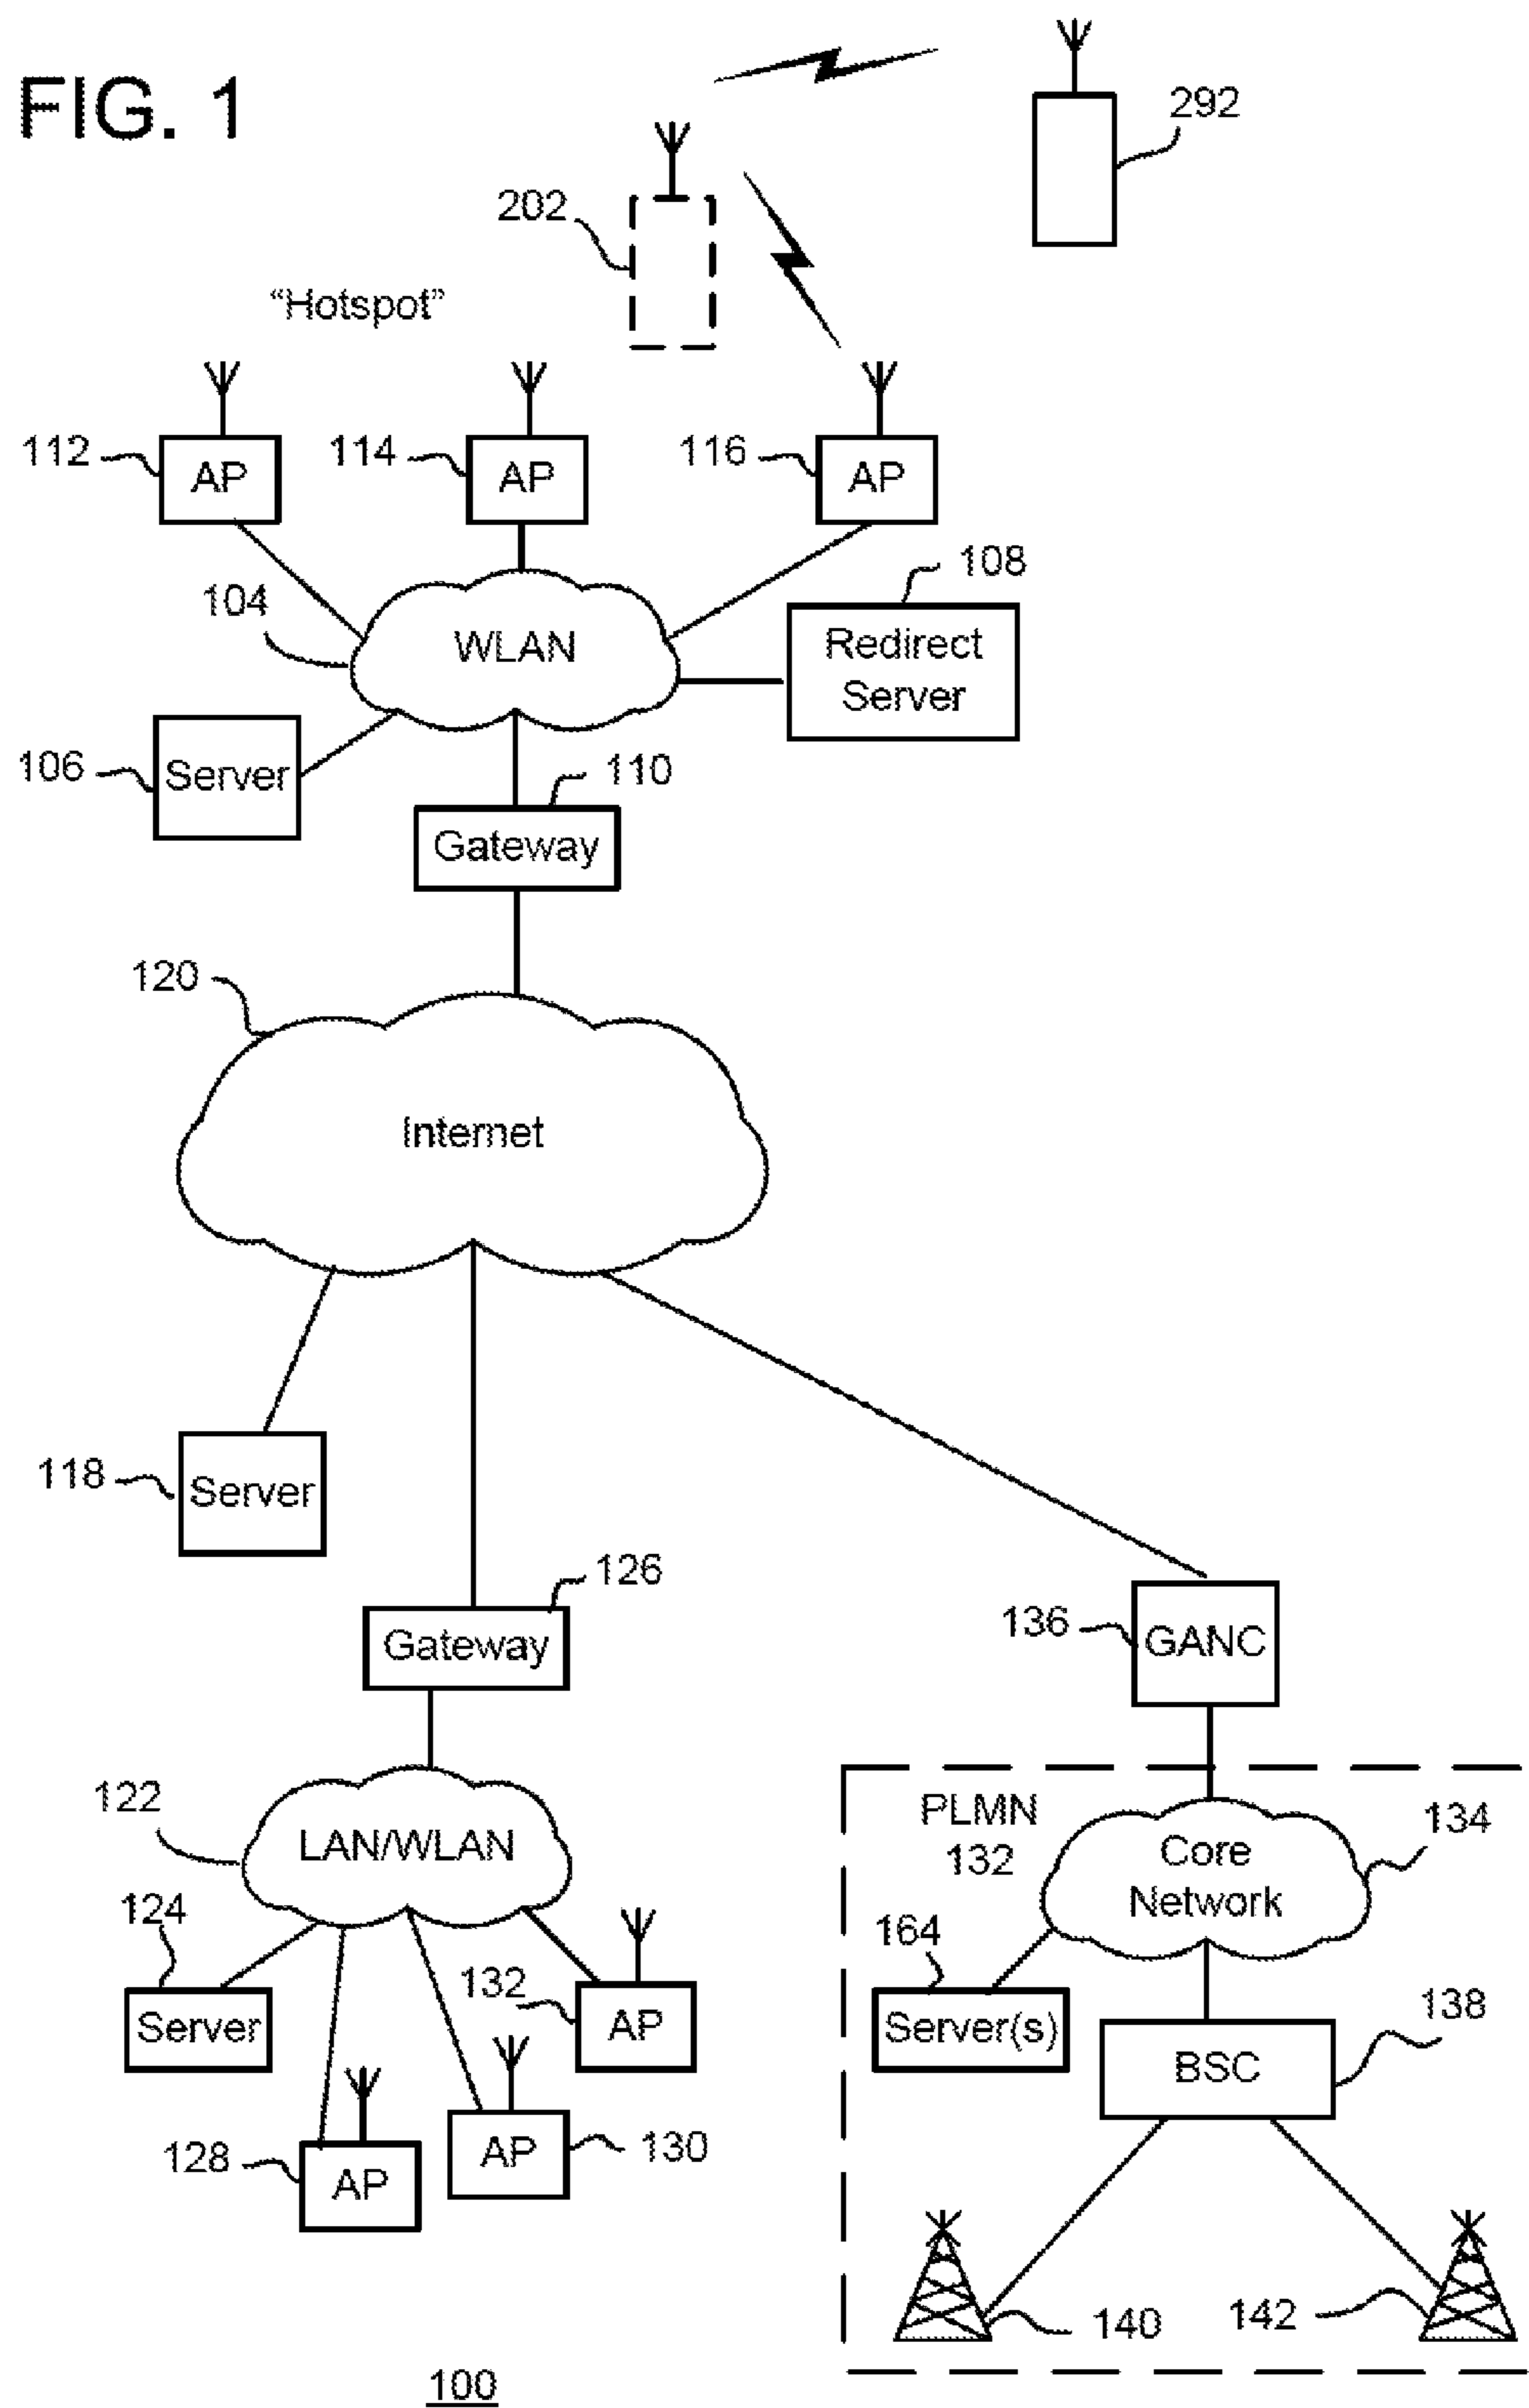 FIG. 1
292
202
“Hotspot”
112
AP
114
AP
116
AP
108
104
WLAN
Redirect
Server
106
Server
110
Gateway
120
Internet
118
Server
126
Gateway
136
GANC
122
LAN/WLAN
PLMN
132
Core
Network
134
124
Server
132
AP
164
Server(s)
138
BSC
128
AP
AP
130
140
142
100